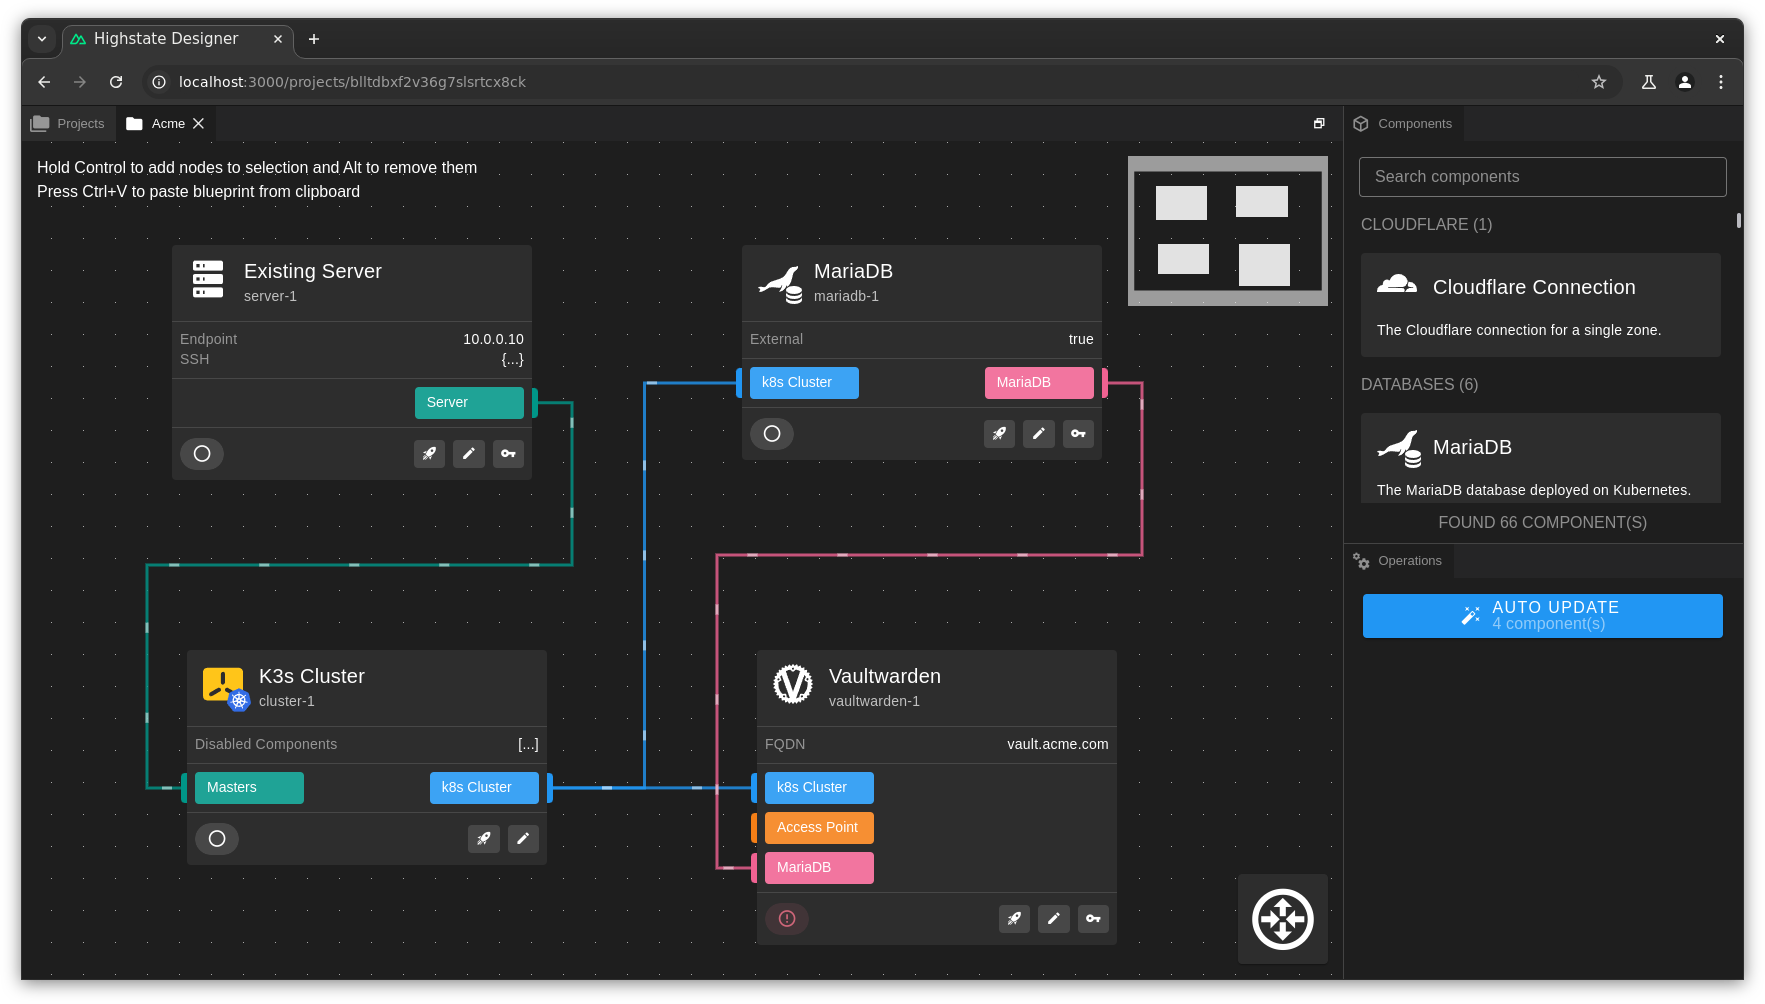 Highstate Designer
localhost:3000/projects/blltdbxf2v36g7slsrtcx8ck
Projects
Acme
Components
Hold Control to add nodes to selection and Alt to remove them
Press Ctrl+V to paste blueprint from clipboard
Existing Server
server-1
Endpoint 10.0.0.10
SSH {...}
Server
MariaDB
mariadb-1
External true
k8s Cluster MariaDB
K3s Cluster
cluster-1
Disabled Components [...]
Masters k8s Cluster
Vaultwarden
vaultwarden-1
FQDN vault.acme.com
k8s Cluster
Access Point
MariaDB
Search components
CLOUDFLARE (1)
Cloudflare Connection
The Cloudflare connection for a single zone.
DATABASES (6)
MariaDB
The MariaDB database deployed on Kubernetes.
FOUND 66 COMPONENT(S)
Operations
AUTO UPDATE
4 component(s)